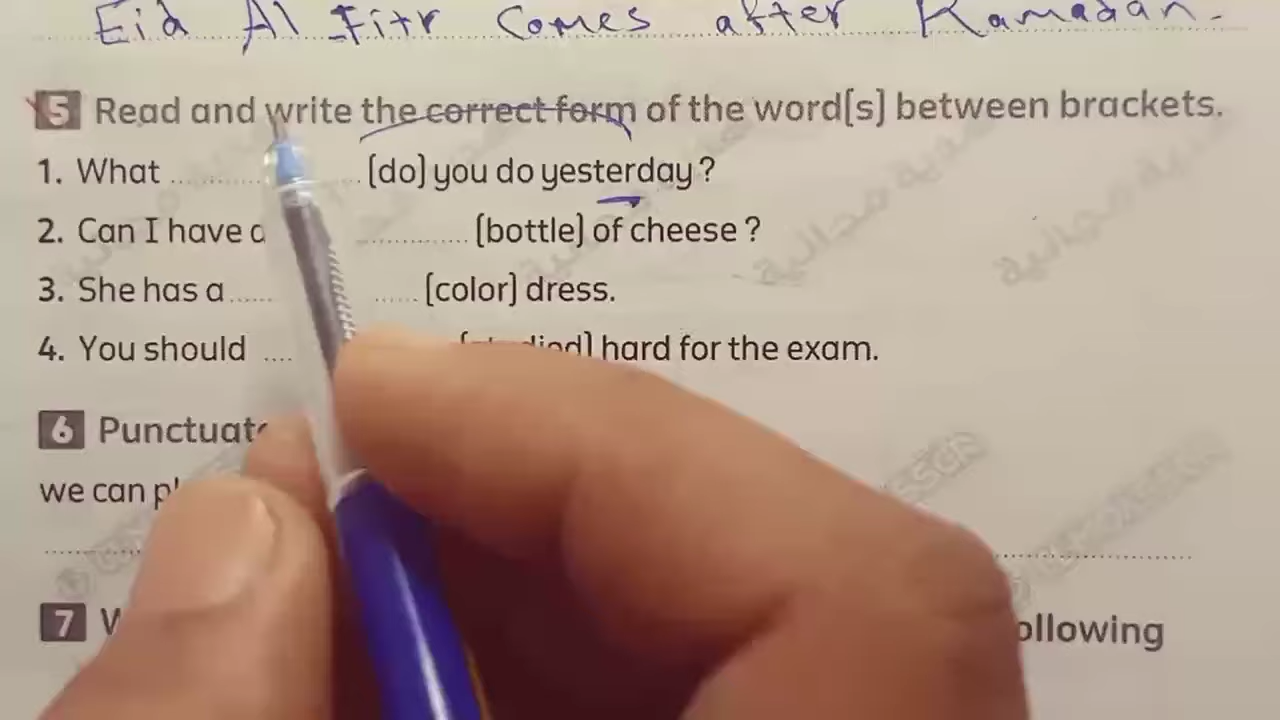 Eid Al Fitr Comes after Ramadan.
5 Read and write the correct form of the word(s) between brackets.
1. What .................... (do) you do yesterday ?
2. Can I have a .................... (bottle) of cheese ?
3. She has a .................... (color) dress.
4. You should .................... hard for the exam.
6 Punctuate
we can
7 following